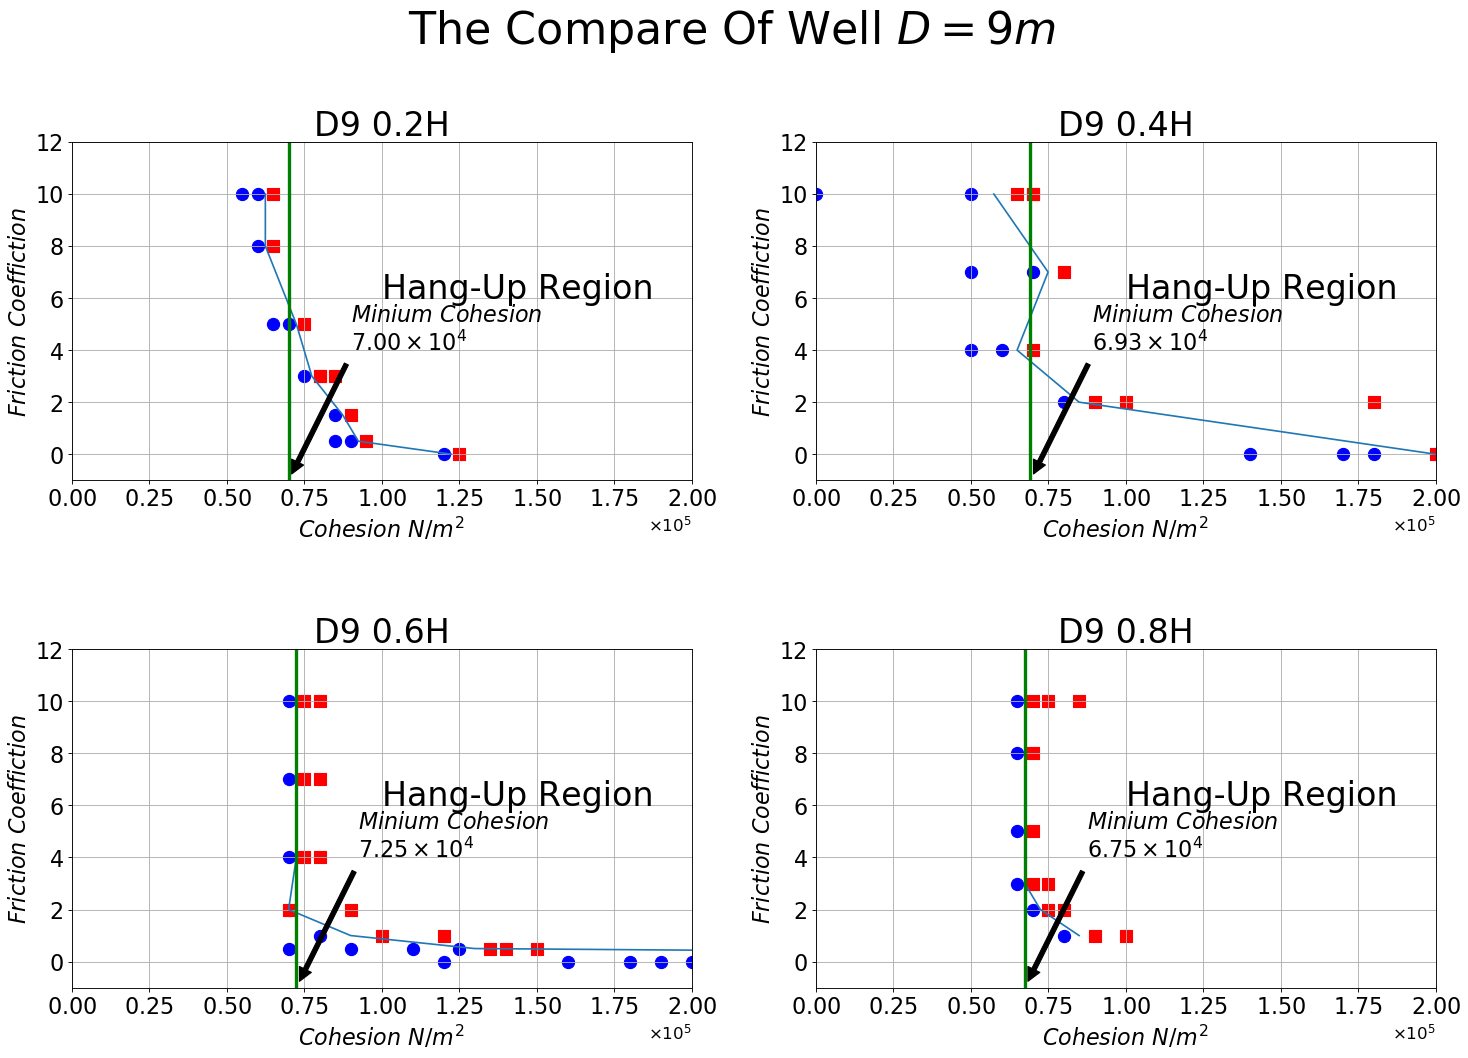 The Compare Of Well D = 9m
D9 0.2H
12
10
8
6
4
2
0
Friction Coeffiction
Hang-Up Region
Minium Cohesion
7.00 × 10⁴
0.00 0.25 0.50 0.75 1.00 1.25 1.50 1.75 2.00
Cohesion N/m²
×10⁵
D9 0.4H
12
10
8
6
4
2
0
Friction Coeffiction
Hang-Up Region
Minium Cohesion
6.93 × 10⁴
0.00 0.25 0.50 0.75 1.00 1.25 1.50 1.75 2.00
Cohesion N/m²
×10⁵
D9 0.6H
12
10
8
6
4
2
0
Friction Coeffiction
Hang-Up Region
Minium Cohesion
7.25 × 10⁴
0.00 0.25 0.50 0.75 1.00 1.25 1.50 1.75 2.00
Cohesion N/m²
×10⁵
D9 0.8H
12
10
8
6
4
2
0
Friction Coeffiction
Hang-Up Region
Minium Cohesion
6.75 × 10⁴
0.00 0.25 0.50 0.75 1.00 1.25 1.50 1.75 2.00
Cohesion N/m²
×10⁵